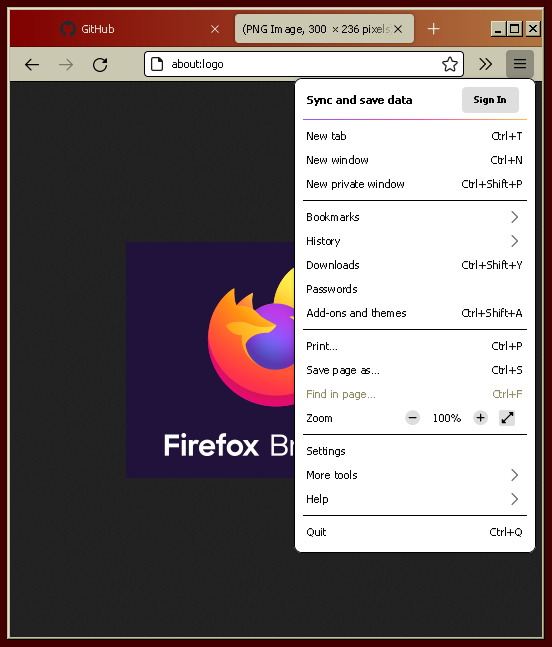 GitHub
(PNG Image, 300 × 236 pixels
about:logo
Sync and save data Sign In
New tab Ctrl+T
New window Ctrl+N
New private window Ctrl+Shift+P
Bookmarks
History
Downloads Ctrl+Shift+Y
Passwords
Add-ons and themes Ctrl+Shift+A
Print... Ctrl+P
Save page as... Ctrl+S
Find in page... Ctrl+F
Zoom 100%
Firefox Br
Settings
More tools
Help
Quit Ctrl+Q